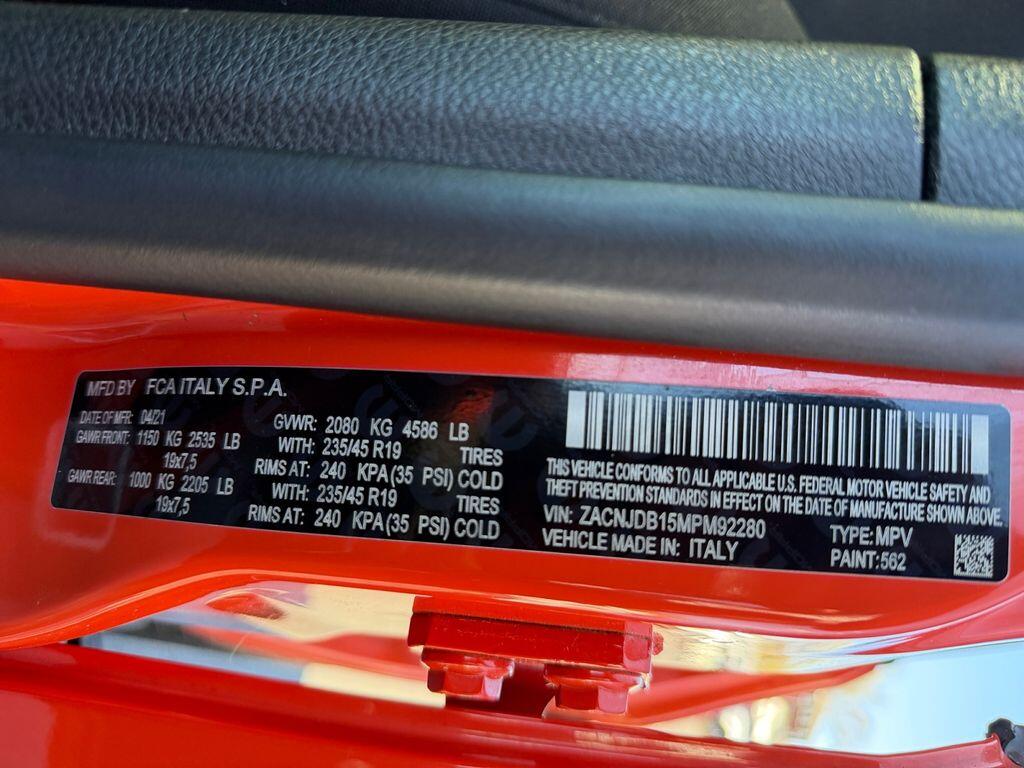 MFD BY FCA ITALY S.P.A.
DATE OF MFR: 04/21 GVWR: 2080 KG 4586 LB
GAWR FRONT: 1150 KG 2535 LB WITH: 235/45 R19 TIRES
19x7,5 RIMS AT: 240 KPA(35 PSI) COLD
GAWR REAR: 1000 KG 2205 LB WITH: 235/45 R19 TIRES
19x7,5 RIMS AT: 240 KPA(35 PSI) COLD
THIS VEHICLE CONFORMS TO ALL APPLICABLE U.S. FEDERAL MOTOR VEHICLE SAFETY AND
THEFT PREVENTION STANDARDS IN EFFECT ON THE DATE OF MANUFACTURE SHOWN ABOVE.
VIN: ZACNJDB15MPM92280 TYPE: MPV
VEHICLE MADE IN: ITALY PAINT:562